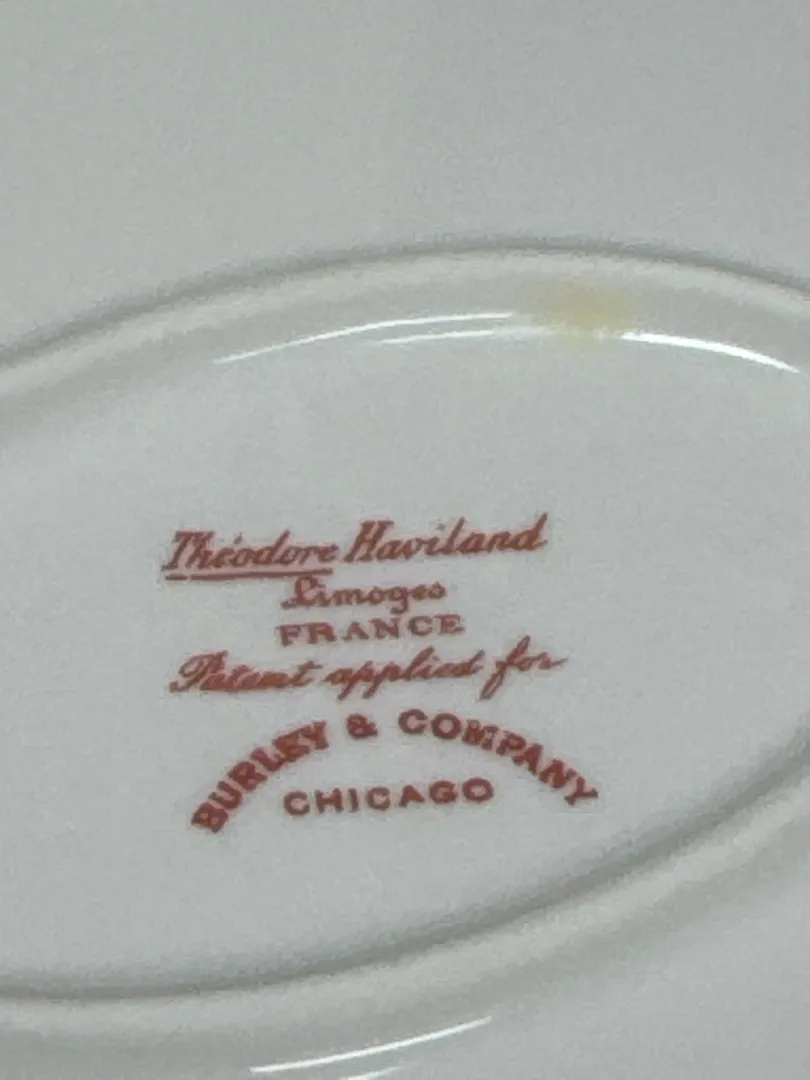 Théodore Haviland
Limoges
FRANCE
Patent applied for
BURLEY & COMPANY
CHICAGO